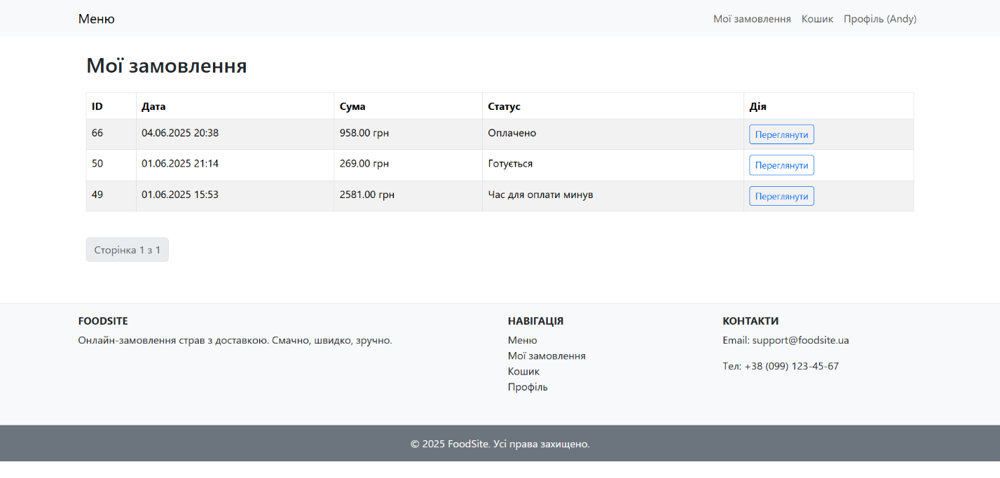 Меню
Мої замовлення Кошик Профіль (Andy)
Мої замовлення
ID Дата Сума Статус Дія
66 04.06.2025 20:38 958.00 грн Оплачено Переглянути
50 01.06.2025 21:14 269.00 грн Готується Переглянути
49 01.06.2025 15:53 2581.00 грн Час для оплати минув Переглянути
Сторінка 1 з 1
FOODSITE
Онлайн-замовлення страв з доставкою. Смачно, швидко, зручно.
НАВІГАЦІЯ
Меню
Мої замовлення
Кошик
Профіль
КОНТАКТИ
Email: support@foodsite.ua
Тел: +38 (099) 123-45-67
© 2025 FoodSite. Усі права захищено.